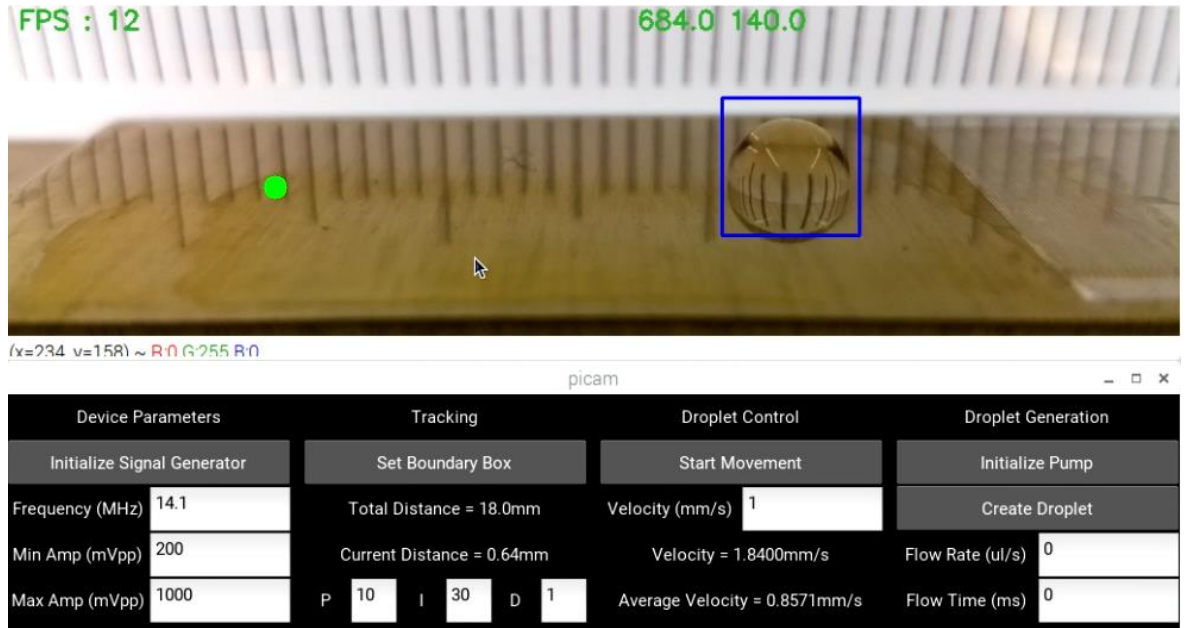 FPS : 12
684.0 140.0
(x=234, y=158) ~ R:0 G:255 B:0
picam
Device Parameters
Tracking
Droplet Control
Droplet Generation
Initialize Signal Generator
Set Boundary Box
Start Movement
Initialize Pump
Frequency (MHz) 14.1
Total Distance = 18.0mm
Velocity (mm/s) 1
Create Droplet
Min Amp (mVpp) 200
Current Distance = 0.64mm
Velocity = 1.8400mm/s
Flow Rate (ul/s) 0
Max Amp (mVpp) 1000
P 10 I 30 D 1
Average Velocity = 0.8571mm/s
Flow Time (ms) 0